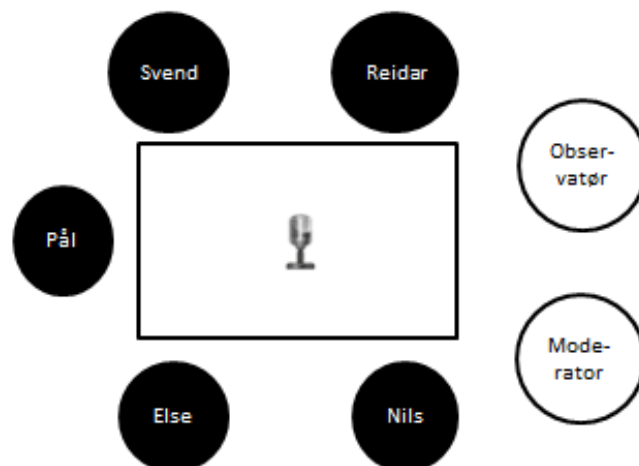 Svend
Reidar
Obser-
vatør
Pål
Mode-
rator
Else
Nils